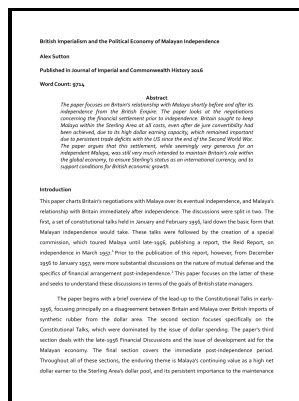 British Imperialism and the Political Economy of Malayan Independence
Alex Sutton
Published in Journal of Imperial and Commonwealth History 2016
Word Count: 9714
Abstract
The paper focuses on Britain's relationship with Malaya shortly before and after its
independence from the British Empire. The paper looks at the negotiations
concerning the financial settlement prior to independence. Britain sought to keep
Malaya within the Sterling Area at all costs, even after de jure convertibility had
been achieved, due to its high dollar earning capacity, which remained important
due to persistent trade deficits with the US since the end of the Second World War.
The paper argues that this settlement, while seemingly very generous for an
independent Malaya, was still very much intended to maintain Britain's role within
the global economy, to ensure Sterling's status as an international currency, and to
support conditions for British economic growth.
Introduction
This paper charts Britain's negotiations with Malaya over its eventual independence, and Malaya's
relationship with Britain immediately after independence. The discussions were split in two. The
first, a set of constitutional talks held in January and February 1956, laid down the basic form that
Malayan independence would take. These talks were followed by the creation of a special
commission, which toured Malaya until late-1956, publishing a report, the Reid Report, on
independence in March 1957.¹ Prior to the publication of this report, however, from December
1956 to January 1957, were more substantial discussions on the nature of mutual defense and the
specifics of financial arrangement post-independence.² This paper focuses on the latter of these
and seeks to understand these discussions in terms of the goals of British state managers.
The paper begins with a brief overview of the lead-up to the Constitutional Talks in early-
1956, focusing principally on a disagreement between Britain and Malaya over British imports of
synthetic rubber from the dollar area. The second section focuses specifically on the
Constitutional Talks, which were dominated by the issue of dollar spending. The paper's third
section deals with the late-1956 Financial Discussions and the issue of development aid for the
Malayan economy. The final section covers the immediate post-independence period.
Throughout all of these sections, the enduring theme is Malaya's continuing value as a high net
dollar earner to the Sterling Area's dollar pool, and its persistent importance to the maintenance